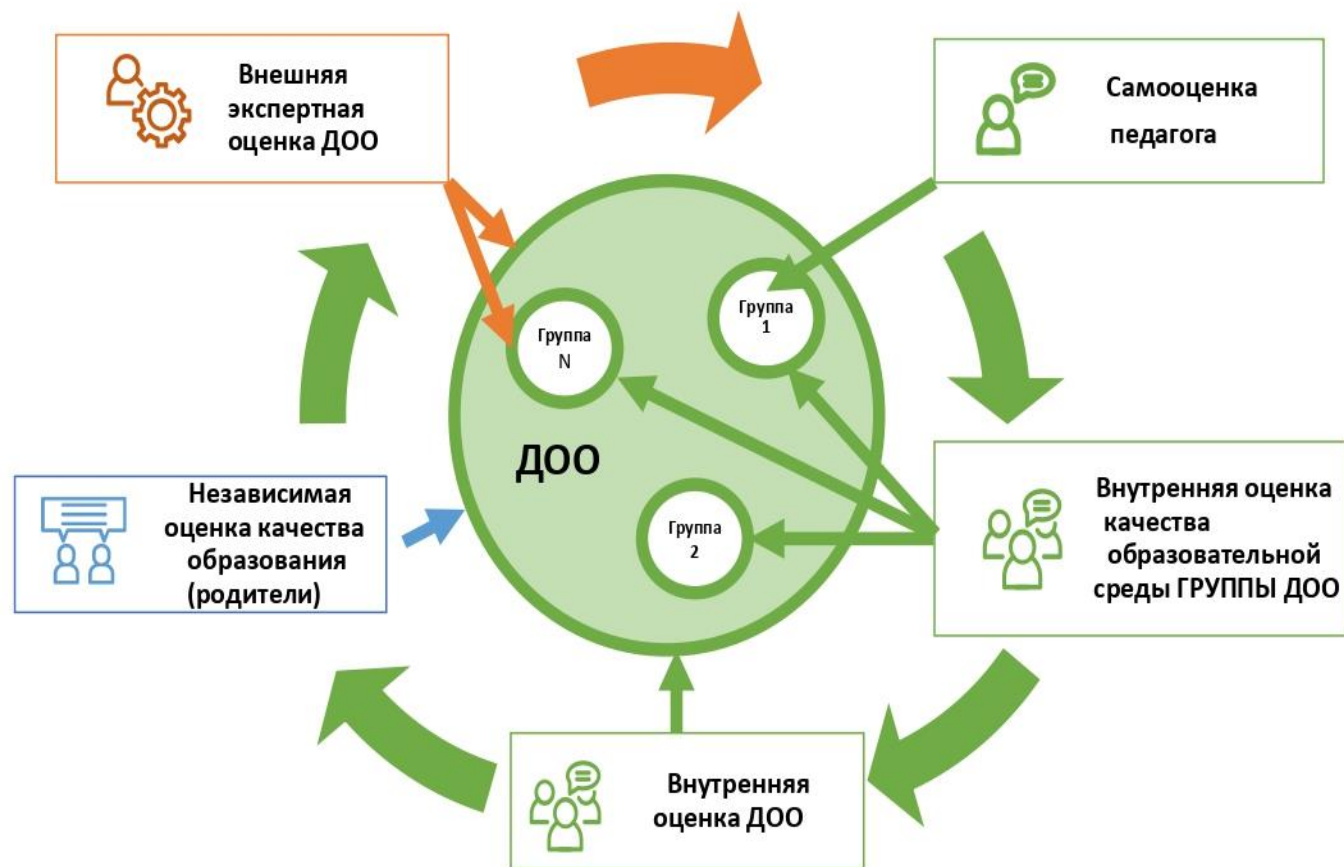 Внешняя
экспертная
оценка ДОО
Самооценка
педагога
Группа
1
Группа
N
ДОО
Группа
2
Независимая
оценка качества
образования
(родители)
Внутренняя оценка
качества
образовательной
среды ГРУППЫ ДОО
Внутренняя
оценка ДОО